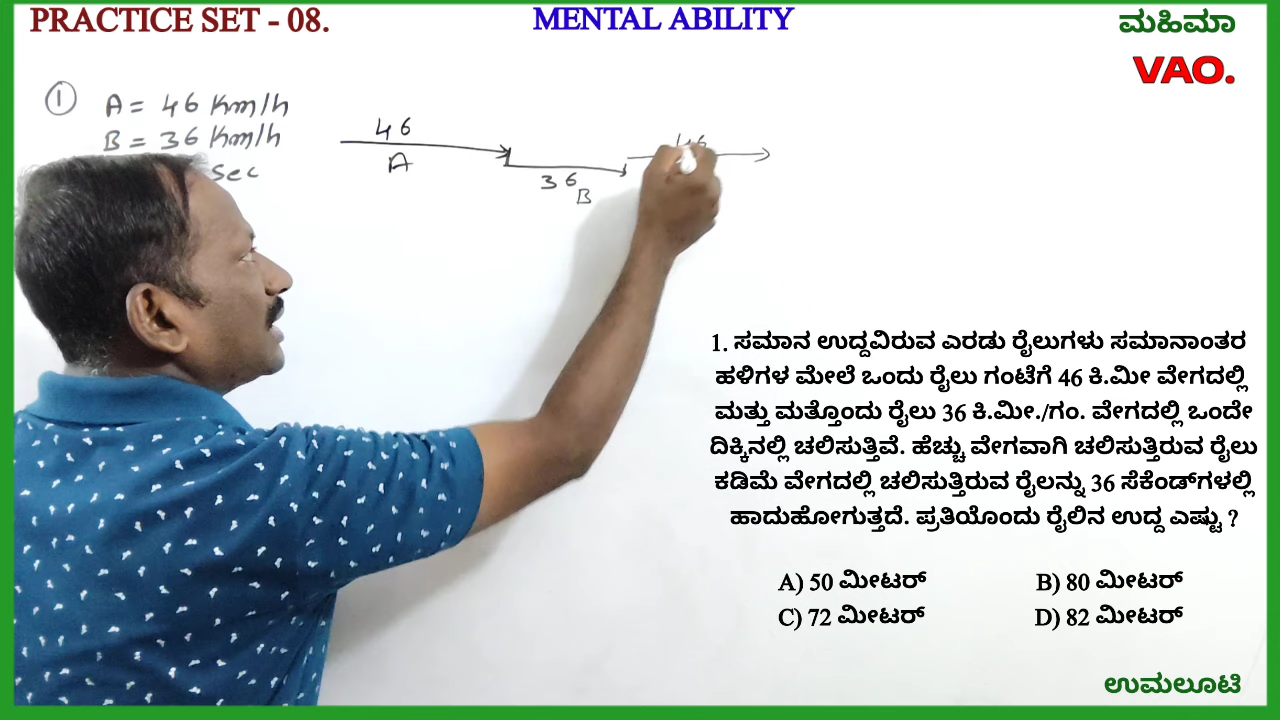 PRACTICE SET - 08.
MENTAL ABILITY
ಮಹಿಮಾ
VAO.
1 A = 46 Km/h
B = 36 Km/h
sec
46
A
36
B
46
1. ಸಮಾನ ಉದ್ದವಿರುವ ಎರಡು ರೈಲುಗಳು ಸಮಾನಾಂತರ
ಹಳಿಗಳ ಮೇಲೆ ಒಂದು ರೈಲು ಗಂಟೆಗೆ 46 ಕಿ.ಮೀ ವೇಗದಲ್ಲಿ
ಮತ್ತು ಮತ್ತೊಂದು ರೈಲು 36 ಕಿ.ಮೀ./ಗಂ. ವೇಗದಲ್ಲಿ ಒಂದೇ
ದಿಕ್ಕಿನಲ್ಲಿ ಚಲಿಸುತ್ತಿವೆ. ಹೆಚ್ಚು ವೇಗವಾಗಿ ಚಲಿಸುತ್ತಿರುವ ರೈಲು
ಕಡಿಮೆ ವೇಗದಲ್ಲಿ ಚಲಿಸುತ್ತಿರುವ ರೈಲನ್ನು 36 ಸೆಕೆಂಡ್‌ಗಳಲ್ಲಿ
ಹಾದುಹೋಗುತ್ತದೆ. ಪ್ರತಿಯೊಂದು ರೈಲಿನ ಉದ್ದ ಎಷ್ಟು ?
A) 50 ಮೀಟರ್ B) 80 ಮೀಟರ್
C) 72 ಮೀಟರ್ D) 82 ಮೀಟರ್
ಉಮಲೂಟಿ